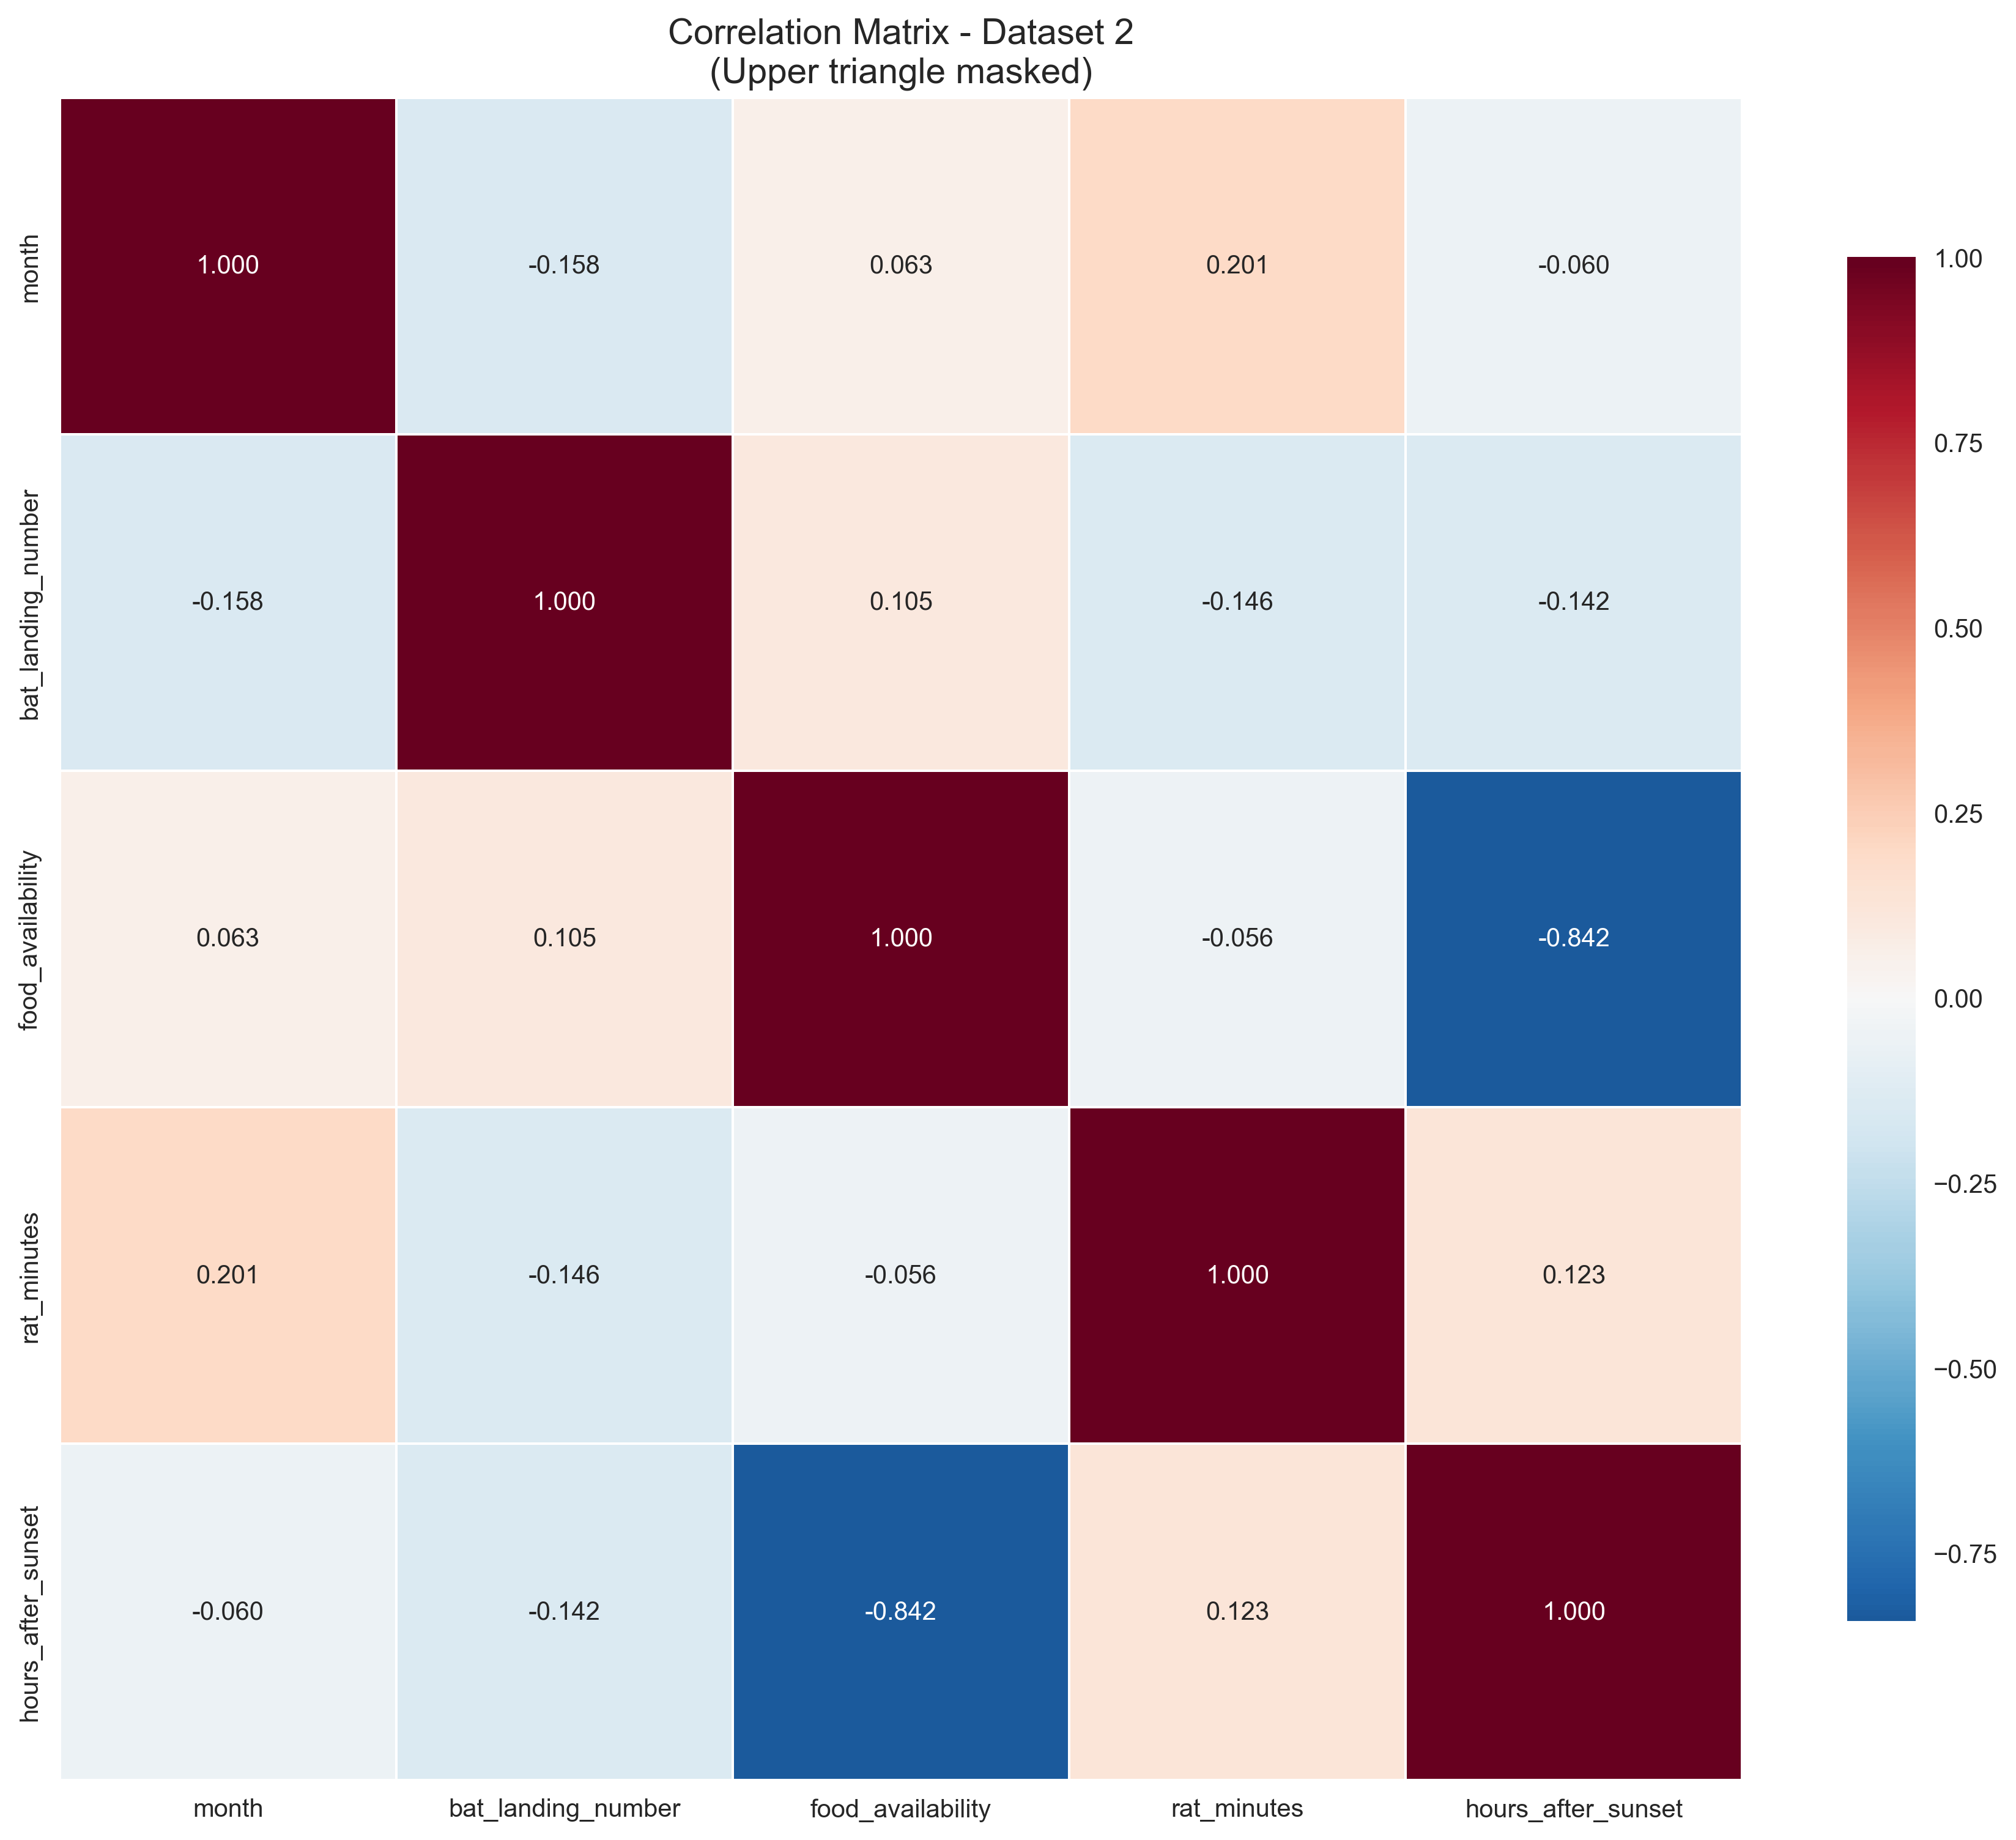 Correlation Matrix - Dataset 2
(Upper triangle masked)
month 1.000 -0.158 0.063 0.201 -0.060
bat_landing_number -0.158 1.000 0.105 -0.146 -0.142
food_availability 0.063 0.105 1.000 -0.056 -0.842
rat_minutes 0.201 -0.146 -0.056 1.000 0.123
hours_after_sunset -0.060 -0.142 -0.842 0.123 1.000
month bat_landing_number food_availability rat_minutes hours_after_sunset
1.00
0.75
0.50
0.25
0.00
−0.25
−0.50
−0.75